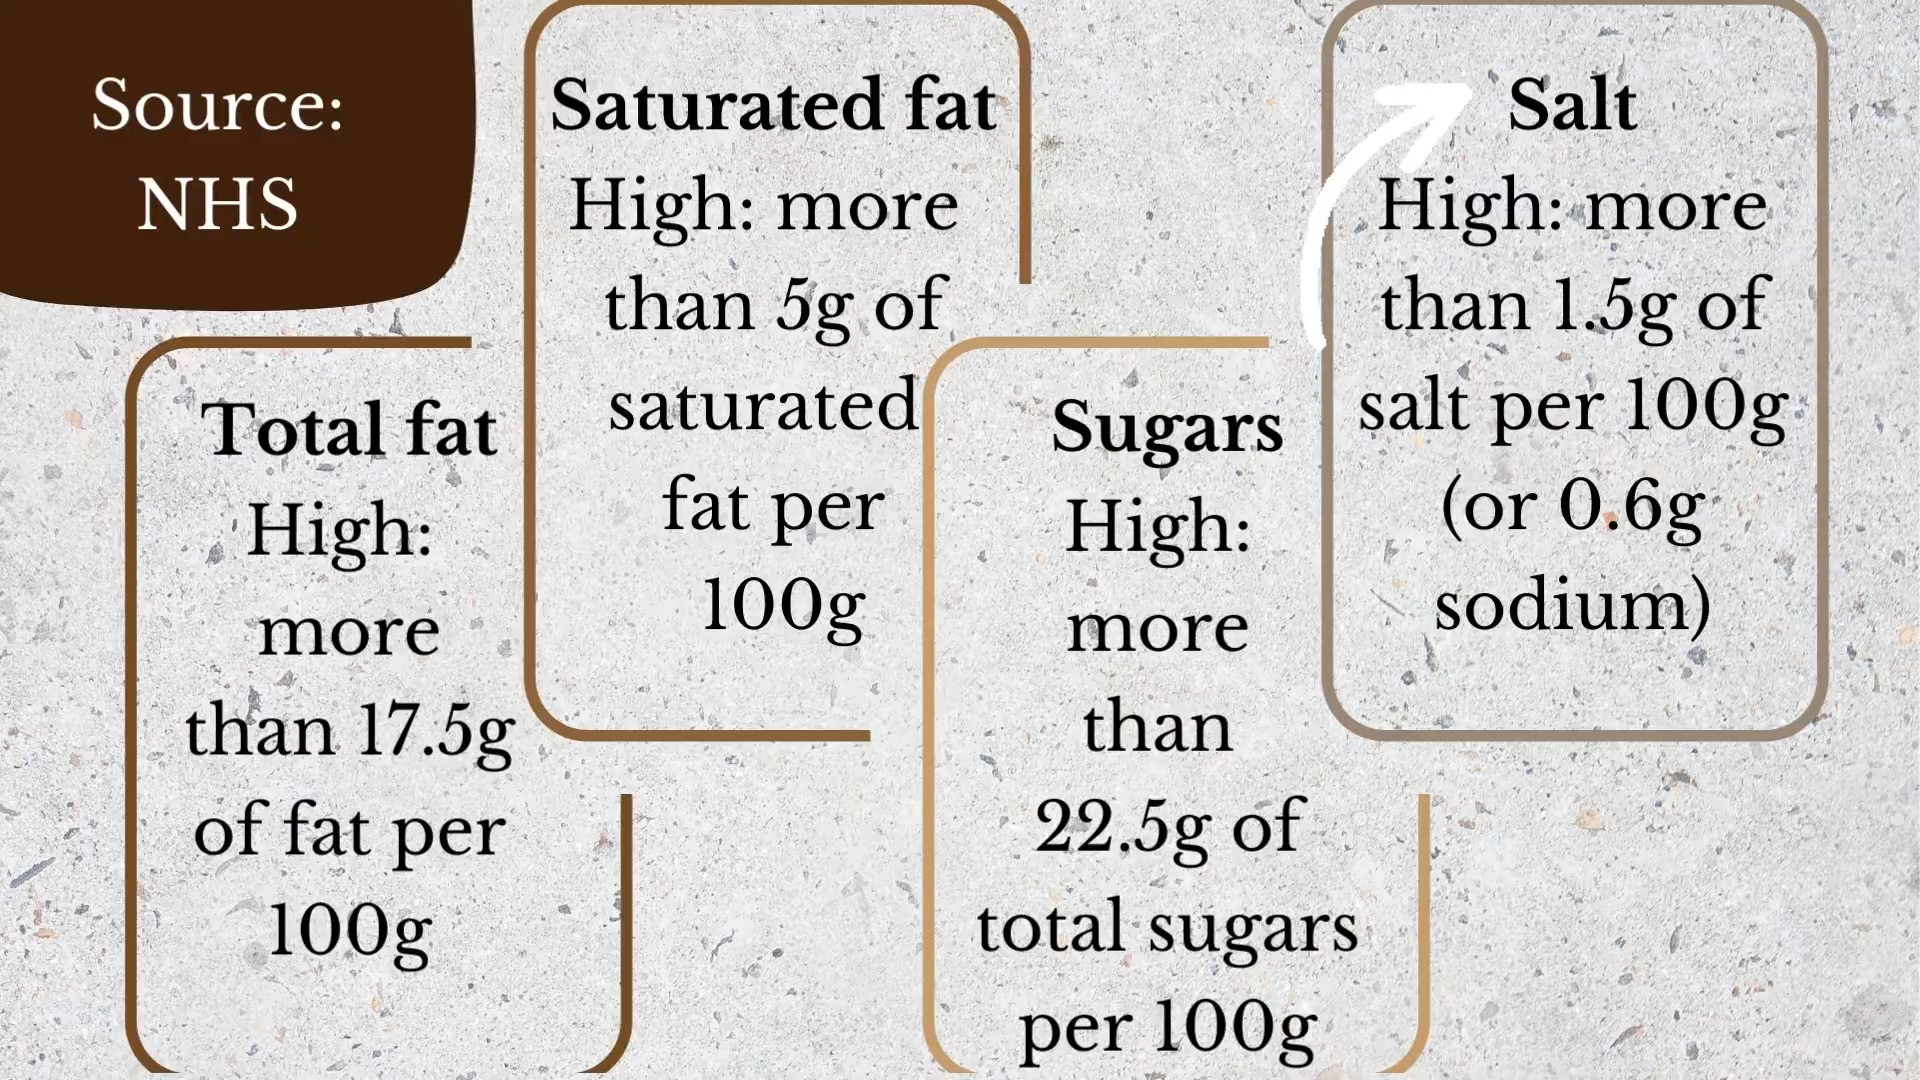 Source:
NHS
Total fat
High:
more
than 17.5g
of fat per
100g
Saturated fat
High: more
than 5g of
saturated
fat per
100g
Sugars
High:
more
than
22.5g of
total sugars
per 100g
Salt
High: more
than 1.5g of
salt per 100g
(or 0.6g
sodium)